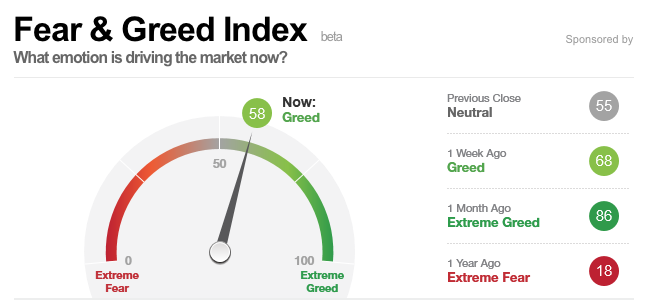 Fear & Greed Index beta
What emotion is driving the market now?
Sponsored by
58
Now:
Greed
50
0
100
Extreme
Fear
Extreme
Greed
Previous Close
Neutral
55
1 Week Ago
Greed
68
1 Month Ago
Extreme Greed
86
1 Year Ago
Extreme Fear
18